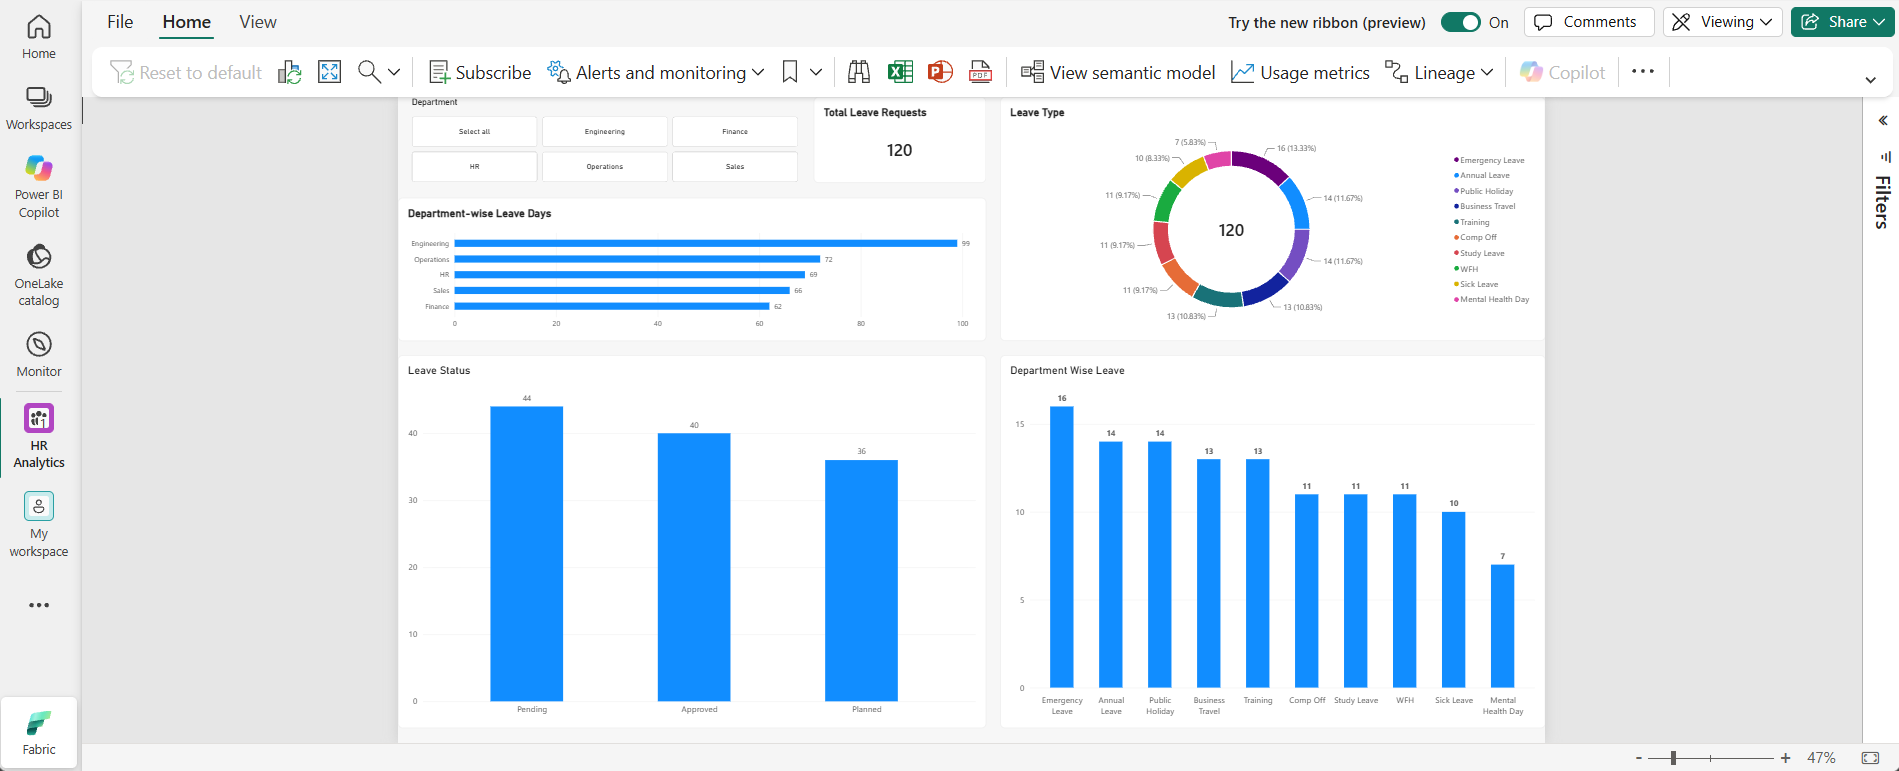 File
Home
View
Try the new ribbon (preview)
On
Comments
Viewing
Share
Reset to default
Subscribe
Alerts and monitoring
PDF
View semantic model
Usage metrics
Lineage
Copilot
Home
Workspaces
Power BI
Copilot
OneLake
catalog
Monitor
HR
Analytics
My
workspace
Fabric
Department
Select all
Engineering
Finance
HR
Operations
Sales
Total Leave Requests
120
Department-wise Leave Days
Engineering 99
Operations 72
HR 69
Sales 66
Finance 62
0 20 40 60 80 100
Leave Type
7 (5.83%)
16 (13.33%)
10 (8.33%)
11 (9.17%)
14 (11.67%)
120
11 (9.17%)
14 (11.67%)
11 (9.17%)
13 (10.83%)
13 (10.83%)
Emergency Leave
Annual Leave
Public Holiday
Business Travel
Training
Comp Off
Study Leave
WFH
Sick Leave
Mental Health Day
Leave Status
44
40
36
40
30
20
10
0
Pending
Approved
Planned
Department Wise Leave
16
14
14
13
13
11
11
11
10
7
15
10
5
0
Emergency
Leave
Annual
Leave
Public
Holiday
Business
Travel
Training
Comp Off
Study Leave
WFH
Sick Leave
Mental
Health Day
Filters
- + 47%